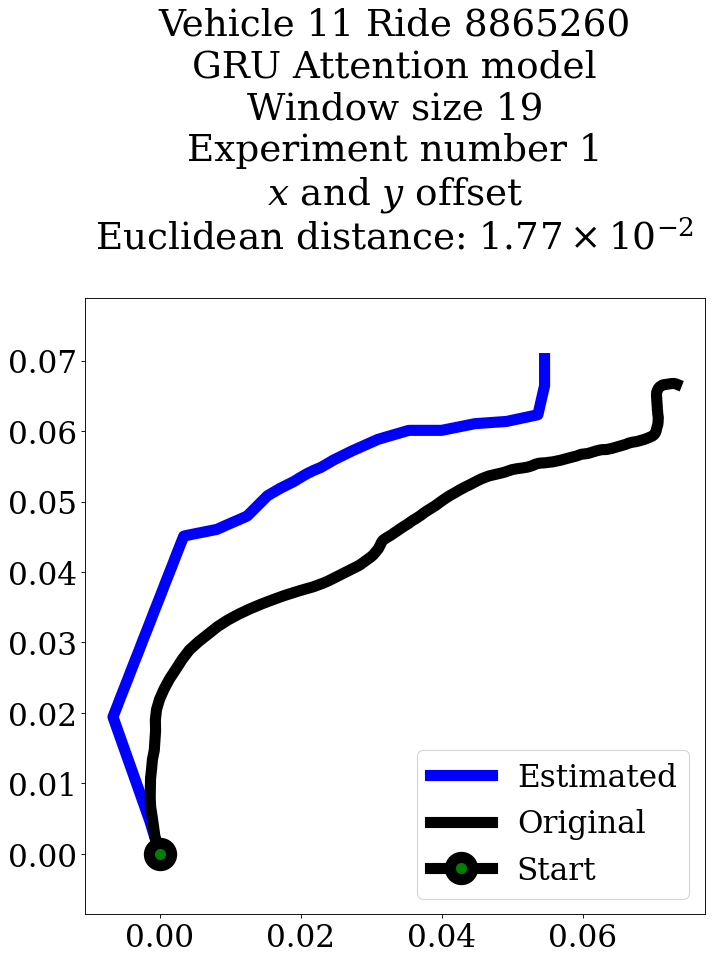 Vehicle 11 Ride 8865260
GRU Attention model
Window size 19
Experiment number 1
x and y offset
Euclidean distance: 1.77 × 10⁻²
0.07
0.06
0.05
0.04
0.03
0.02
0.01
0.00
Estimated
Original
Start
0.00 0.02 0.04 0.06